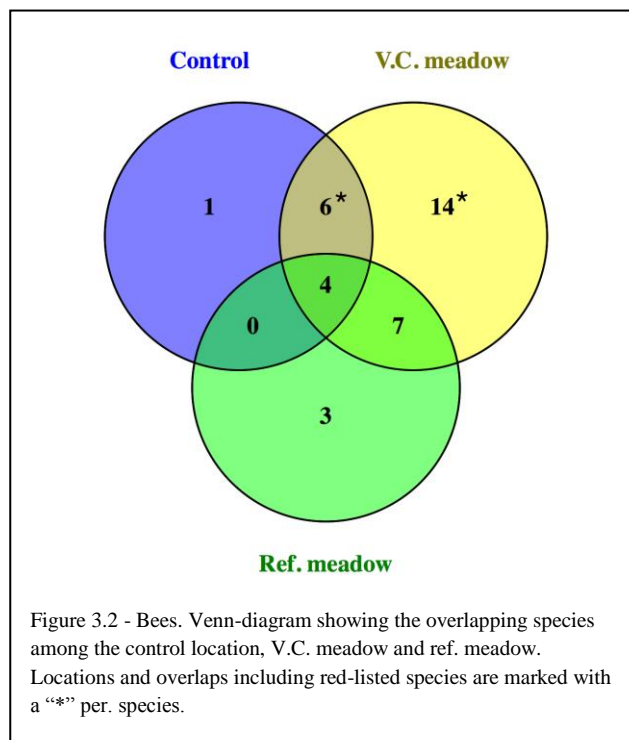 Control V.C. meadow
1 6* 14*
4
0 7
3
Ref. meadow
Figure 3.2 - Bees. Venn-diagram showing the overlapping species
among the control location, V.C. meadow and ref. meadow.
Locations and overlaps including red-listed species are marked with
a “*” per. species.